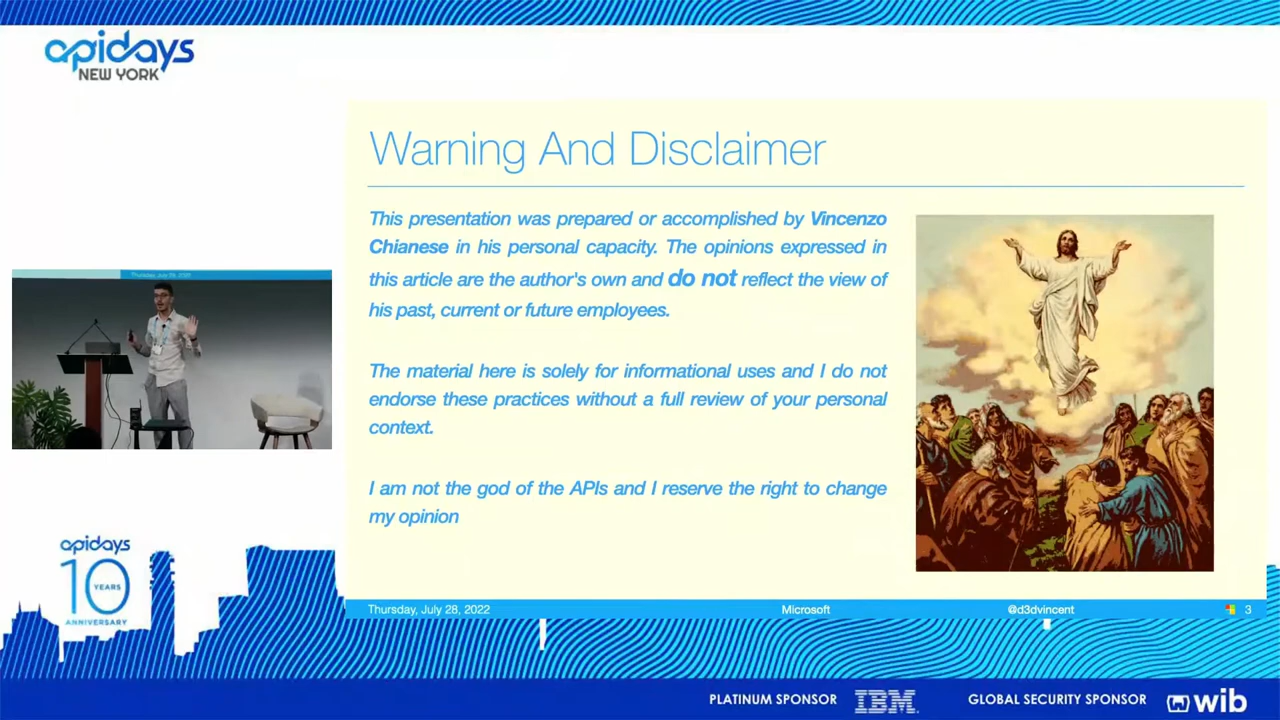 apidays
NEW YORK
Warning And Disclaimer
This presentation was prepared or accomplished by Vincenzo
Chianese in his personal capacity. The opinions expressed in
this article are the author's own and do not reflect the view of
his past, current or future employees.
The material here is solely for informational uses and I do not
endorse these practices without a full review of your personal
context.
I am not the god of the APIs and I reserve the right to change
my opinion
Thursday, July 28, 2022
Microsoft
@d3dvincent
3
Thursday, July 28, 2022
apidays
10
YEARS
ANNIVERSARY
PLATINUM SPONSOR
IBM
GLOBAL SECURITY SPONSOR
wib